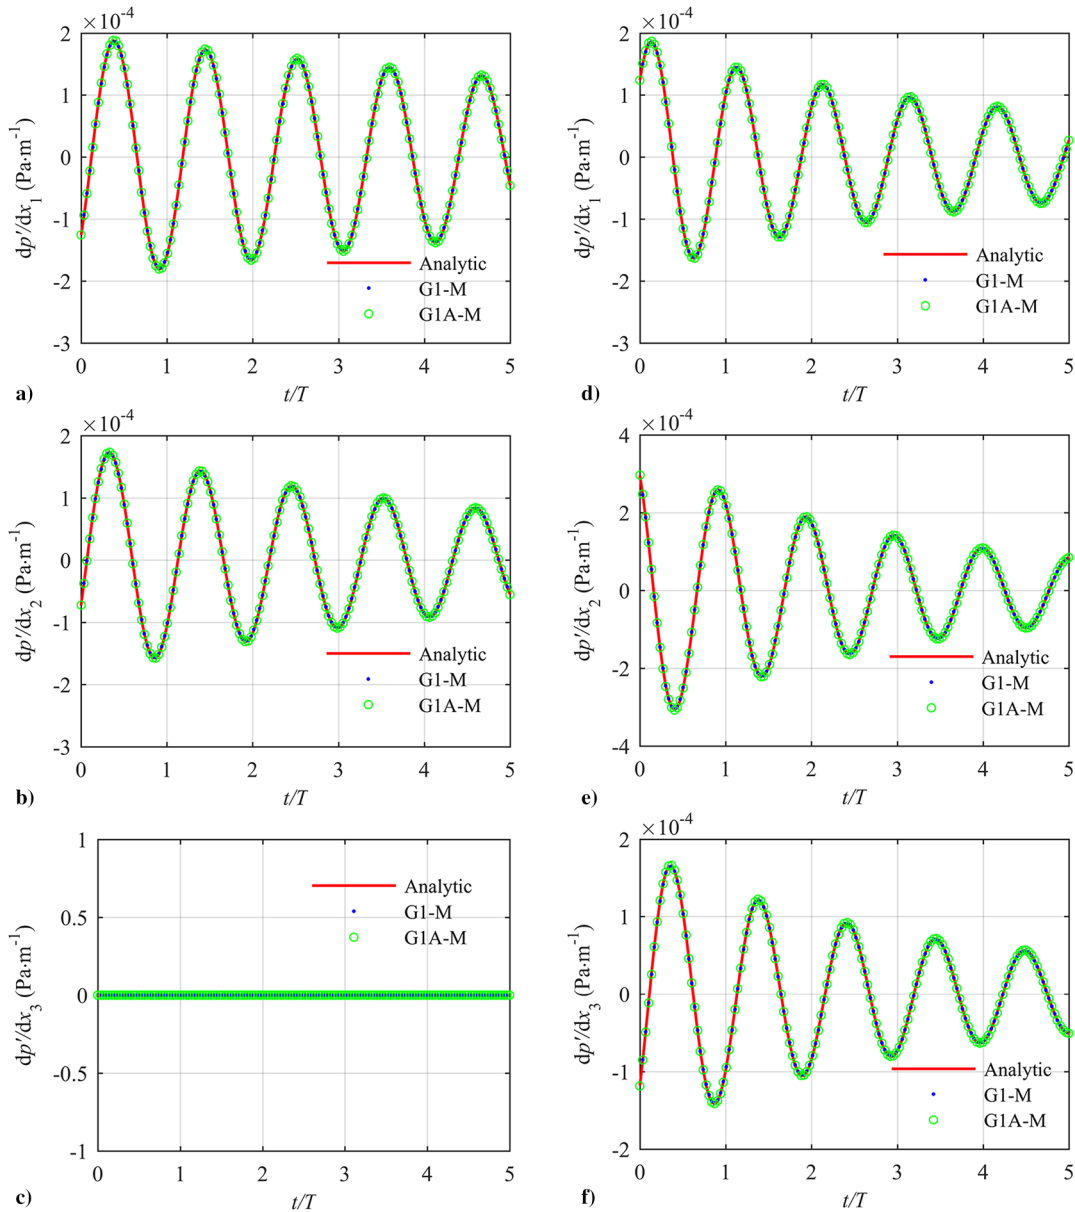 ×10-4
2
1
0
-1
-2
-3
dp′/dx1 (Pa·m-1)
Analytic
G1-M
G1A-M
0 1 2 3 4 5
t/T
a)
×10-4
2
1
0
-1
-2
-3
dp′/dx2 (Pa·m-1)
Analytic
G1-M
G1A-M
0 1 2 3 4 5
t/T
b)
1
0.5
0
-0.5
-1
dp′/dx3 (Pa·m-1)
Analytic
G1-M
G1A-M
0 1 2 3 4 5
t/T
c)
×10-4
2
1
0
-1
-2
-3
dp′/dx1 (Pa·m-1)
Analytic
G1-M
G1A-M
0 1 2 3 4 5
t/T
d)
×10-4
4
2
0
-2
-4
dp′/dx2 (Pa·m-1)
Analytic
G1-M
G1A-M
0 1 2 3 4 5
t/T
e)
×10-4
2
1
0
-1
-2
dp′/dx3 (Pa·m-1)
Analytic
G1-M
G1A-M
0 1 2 3 4 5
t/T
f)